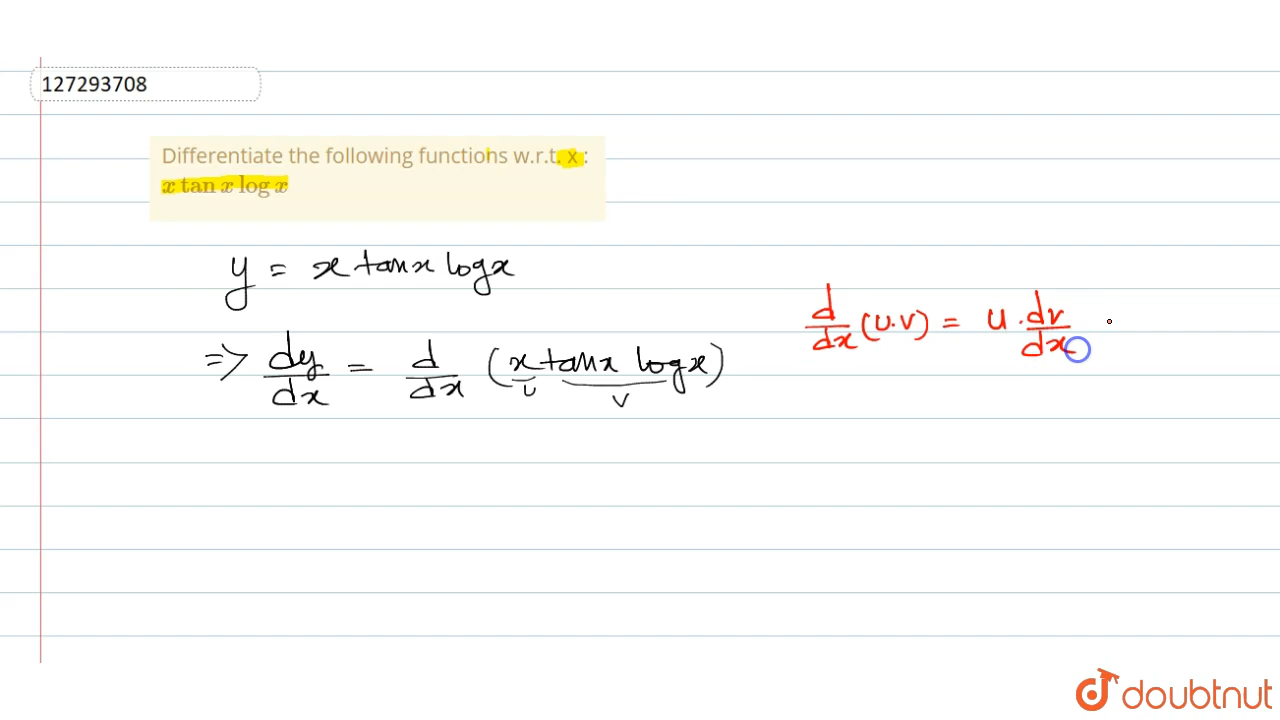 127293708
Differentiate the following functions w.r.t. x :
x tan x log x
y = x tanx logx
d/dx (u.v) = u . dv/dx
=> dy/dx = d/dx (x tanx logx)
u v
doubtnut